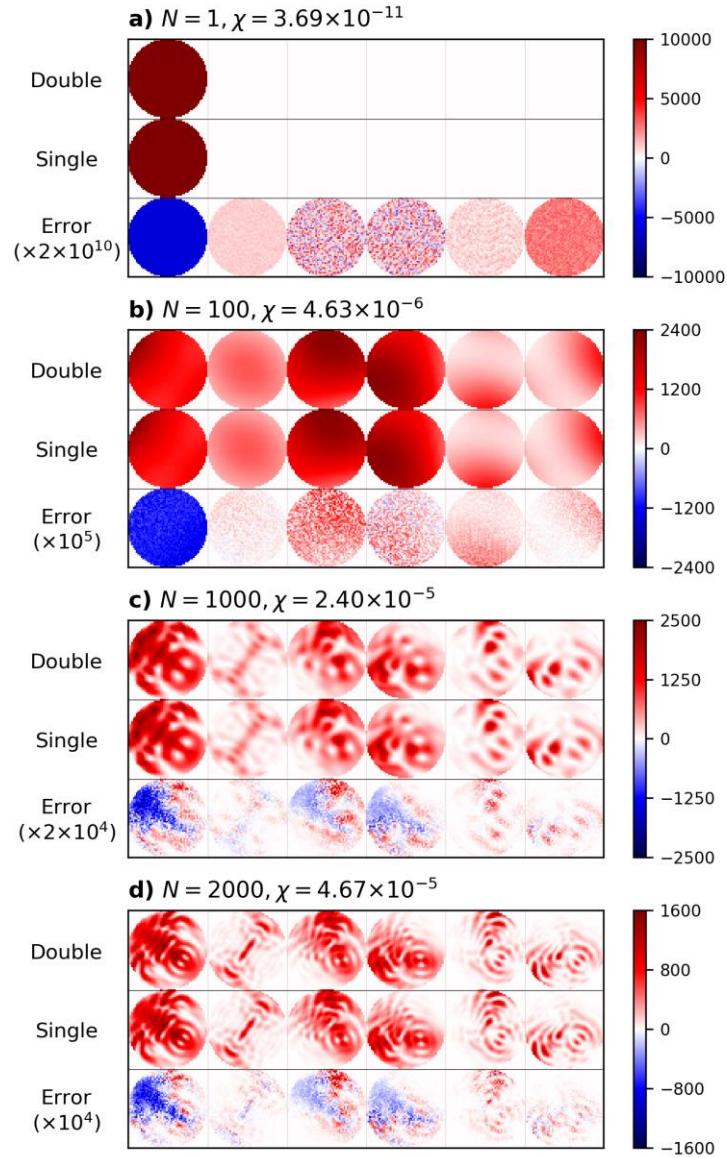 a) N = 1, χ = 3.69×10⁻¹¹
Double
Single
Error
(×2×10¹⁰)
10000
5000
0
−5000
−10000
b) N = 100, χ = 4.63×10⁻⁶
Double
Single
Error
(×10⁵)
2400
1200
0
−1200
−2400
c) N = 1000, χ = 2.40×10⁻⁵
Double
Single
Error
(×2×10⁴)
2500
1250
0
−1250
−2500
d) N = 2000, χ = 4.67×10⁻⁵
Double
Single
Error
(×10⁴)
1600
800
0
−800
−1600